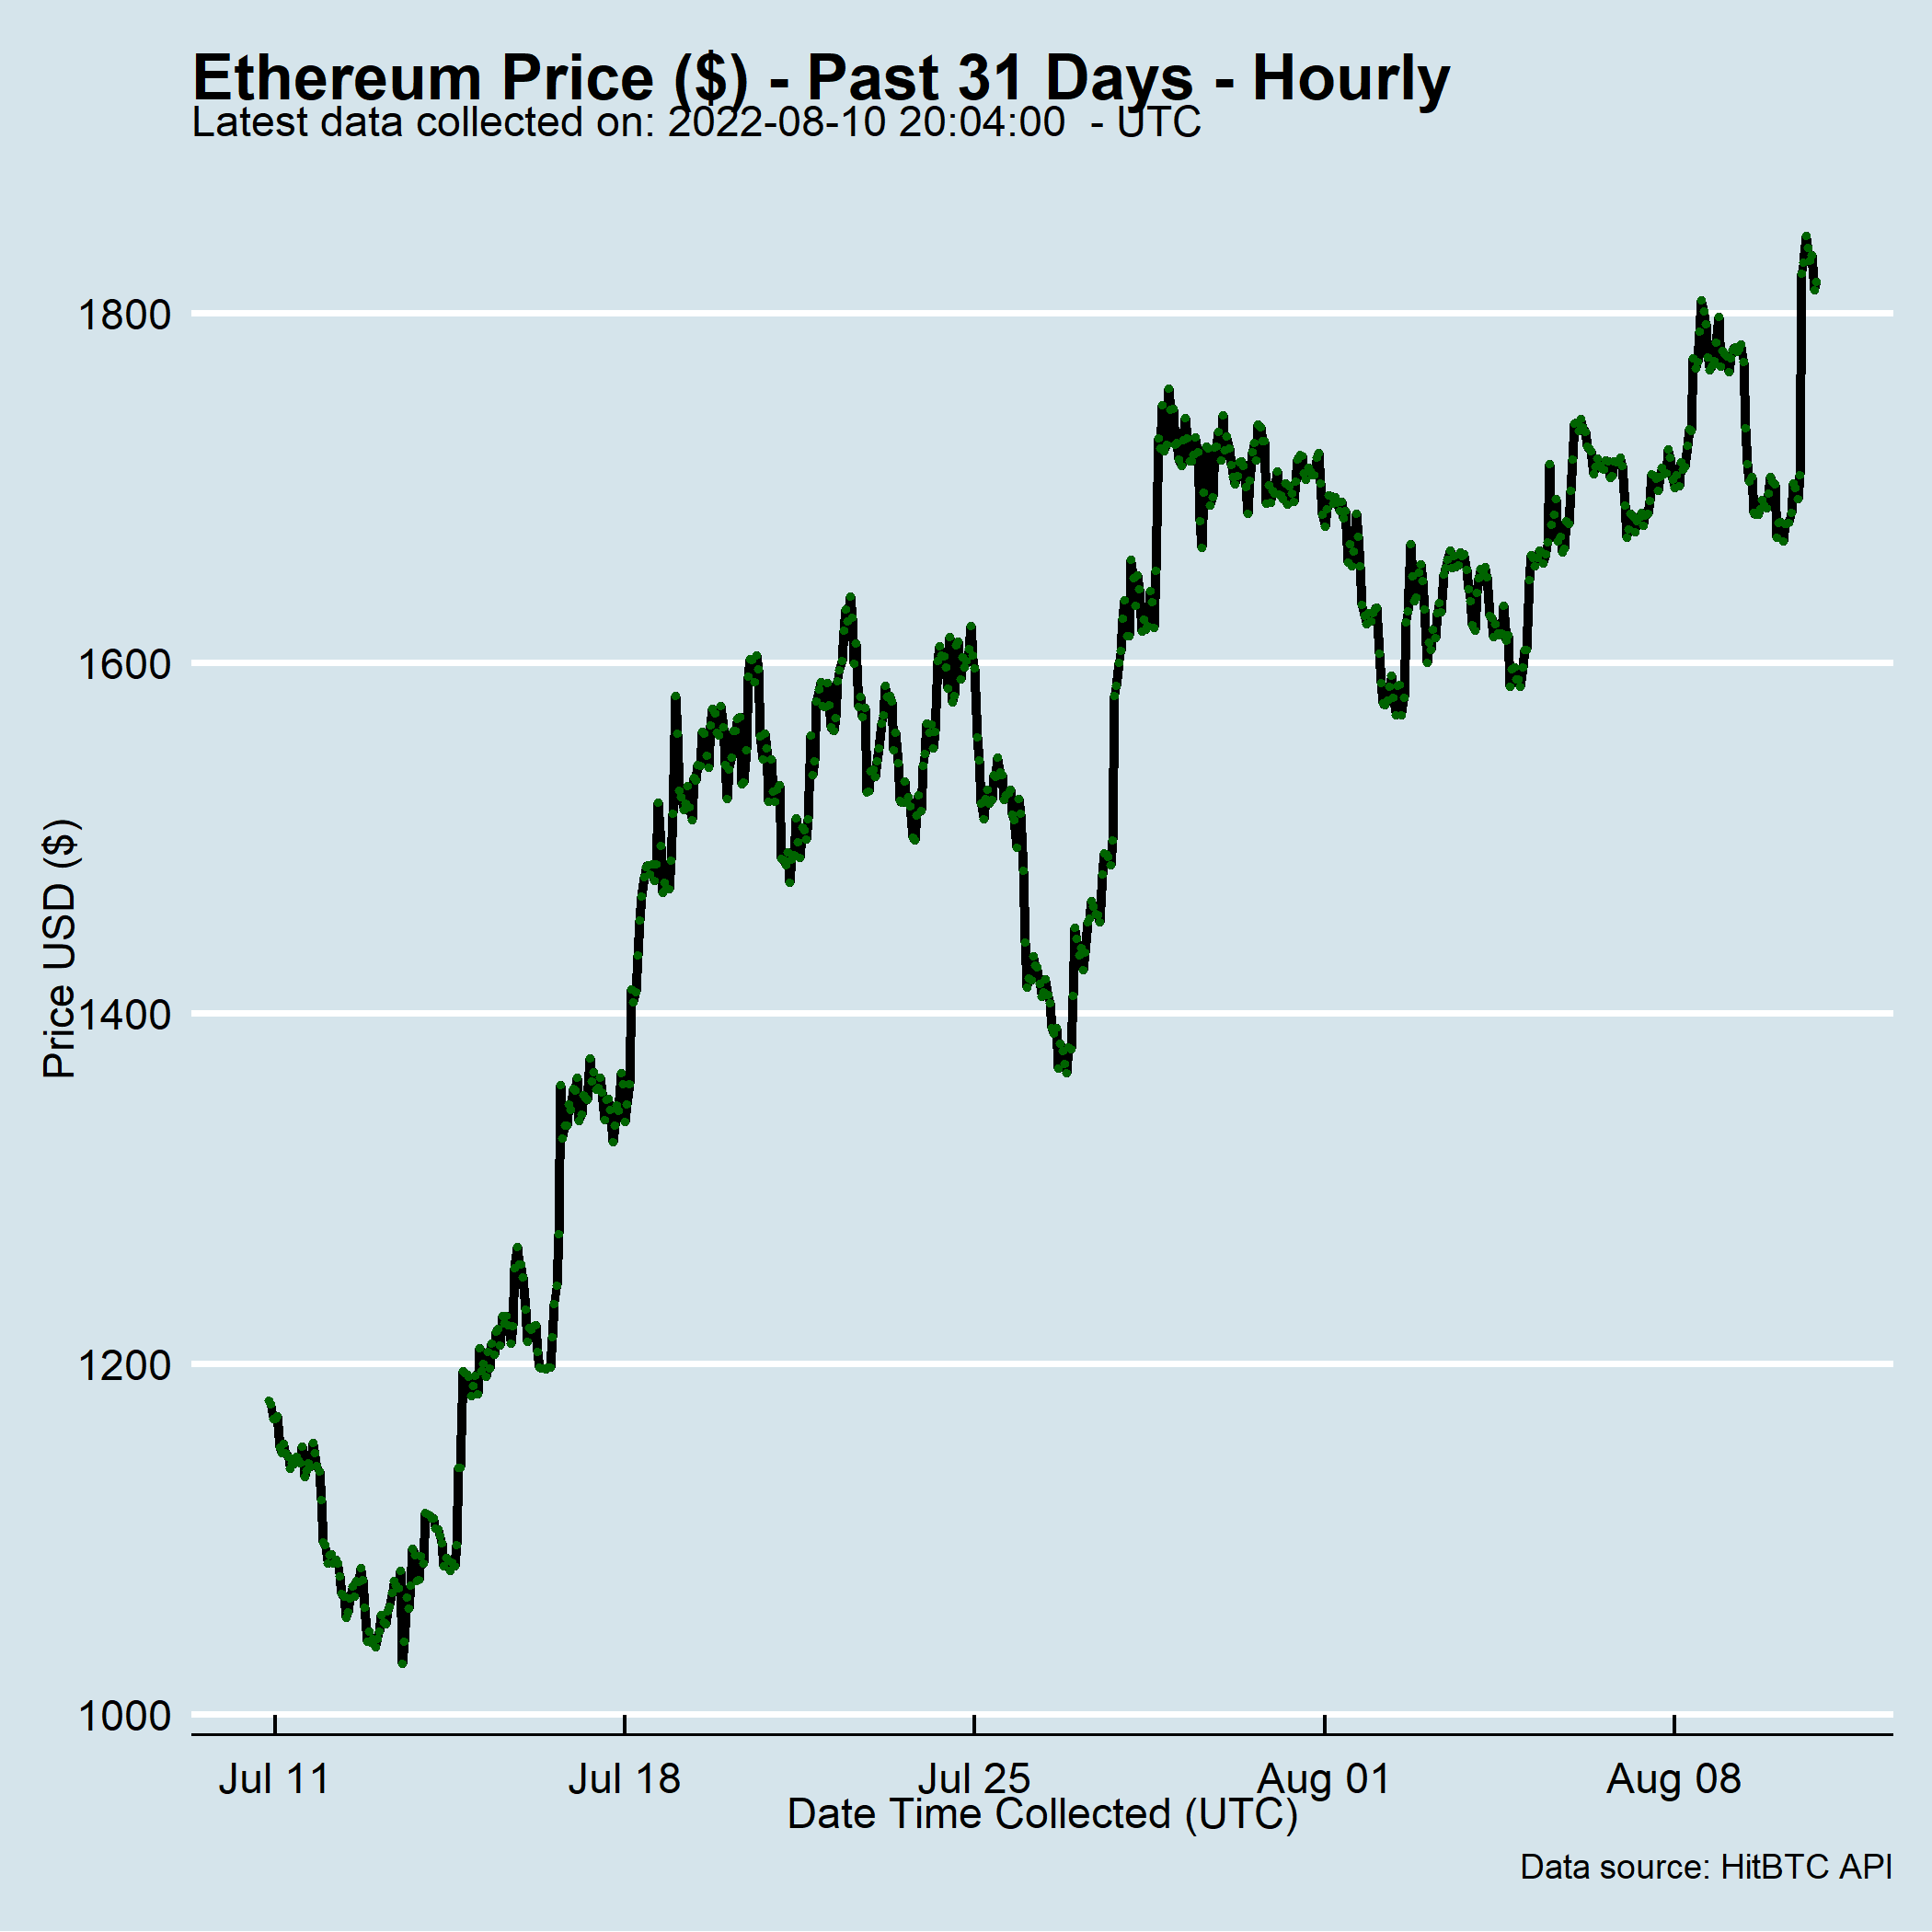 Ethereum Price ($) - Past 31 Days - Hourly
Latest data collected on: 2022-08-10 20:04:00  - UTC
1800
1600
1400
1200
1000
Price USD ($)
Jul 11
Jul 18
Jul 25
Aug 01
Aug 08
Date Time Collected (UTC)
Data source: HitBTC API